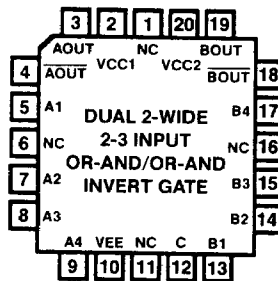 3 2 1 20 19
AOUT NC BOUT
AOUT VCC1 VCC2 BOUT
4 18
5 A1 B4 17
DUAL 2-WIDE
6 NC 2-3 INPUT NC 16
OR-AND/OR-AND
7 A2 INVERT GATE B3 15
8 A3 B2 14
A4 VEE NC C B1
9 10 11 12 13